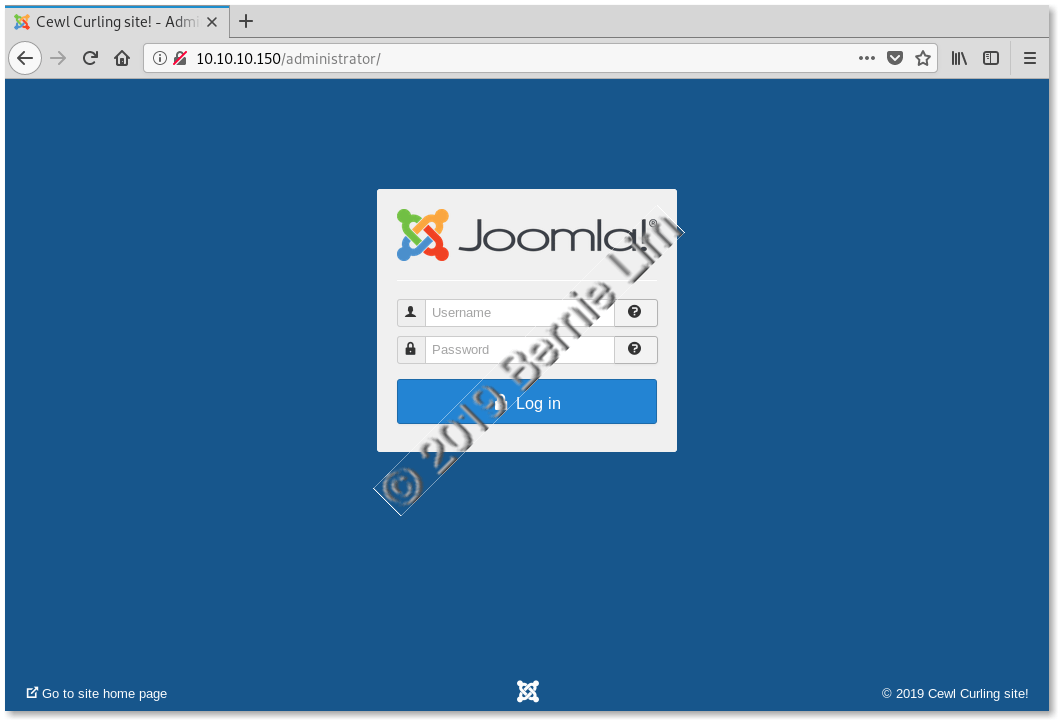 Cewl Curling site! - Admi
10.10.10.150/administrator/
Joomla!®
Username
Password
Log in
© 2019 Bernie Lim
Go to site home page
© 2019 Cewl Curling site!